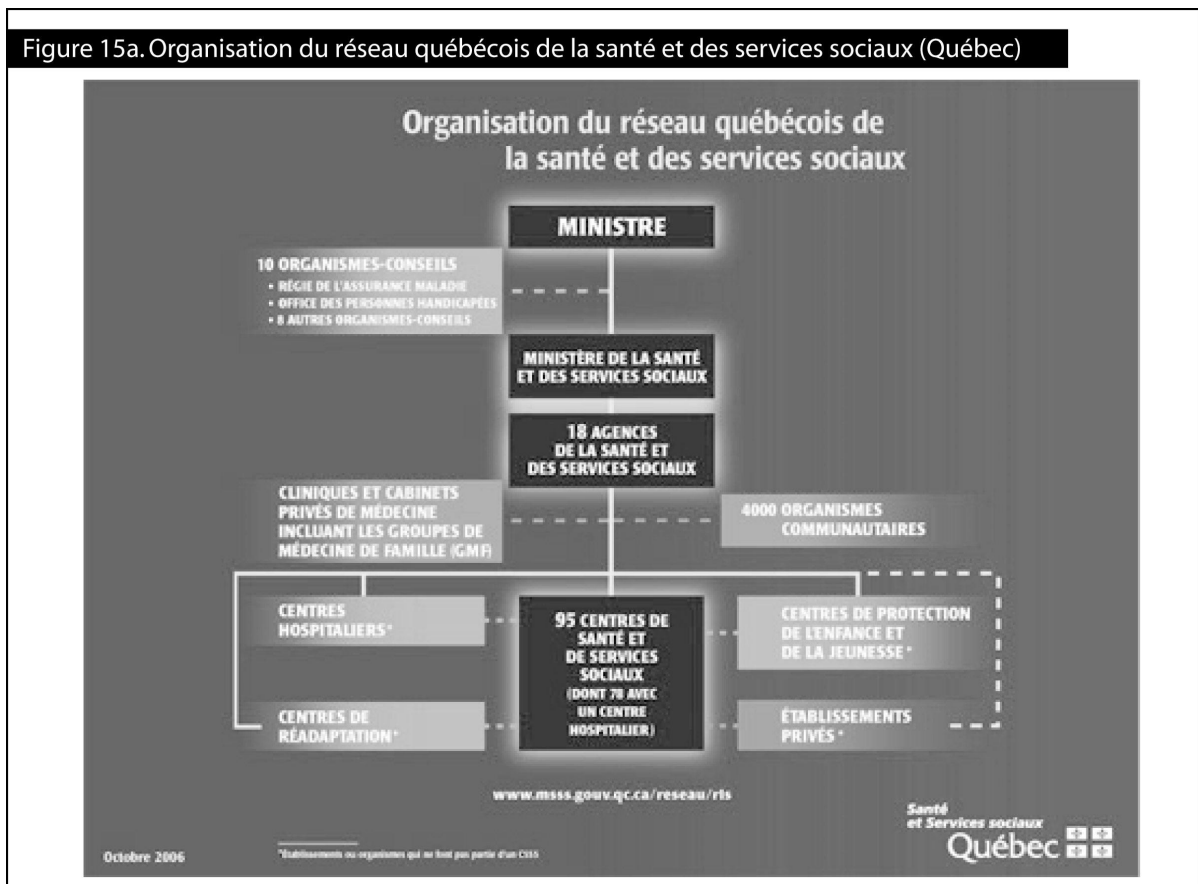 Figure 15a. Organisation du réseau québécois de la santé et des services sociaux (Québec)
Organisation du réseau québécois de
la santé et des services sociaux
MINISTRE
10 ORGANISMES-CONSEILS
• RÉGIE DE L'ASSURANCE MALADIE
• OFFICE DES PERSONNES HANDICAPÉES
• 8 AUTRES ORGANISMES-CONSEILS
MINISTÈRE DE LA SANTÉ
ET DES SERVICES SOCIAUX
18 AGENCES
DE LA SANTÉ ET
DES SERVICES SOCIAUX
CLINIQUES ET CABINETS
PRIVÉS DE MÉDECINE
INCLUANT LES GROUPES DE
MÉDECINE DE FAMILLE (GMF)
4000 ORGANISMES
COMMUNAUTAIRES
CENTRES
HOSPITALIERS*
95 CENTRES DE
SANTÉ ET
DE SERVICES
SOCIAUX
(DONT 78 AVEC
UN CENTRE
HOSPITALIER)
CENTRES DE PROTECTION
DE L'ENFANCE ET
DE LA JEUNESSE*
CENTRES DE
RÉADAPTATION*
ÉTABLISSEMENTS
PRIVÉS*
www.msss.gouv.qc.ca/reseau/rls
Santé
et Services sociaux
Québec
Octobre 2006
*Établissements ou organismes qui ne font pas partie d'un CSSS